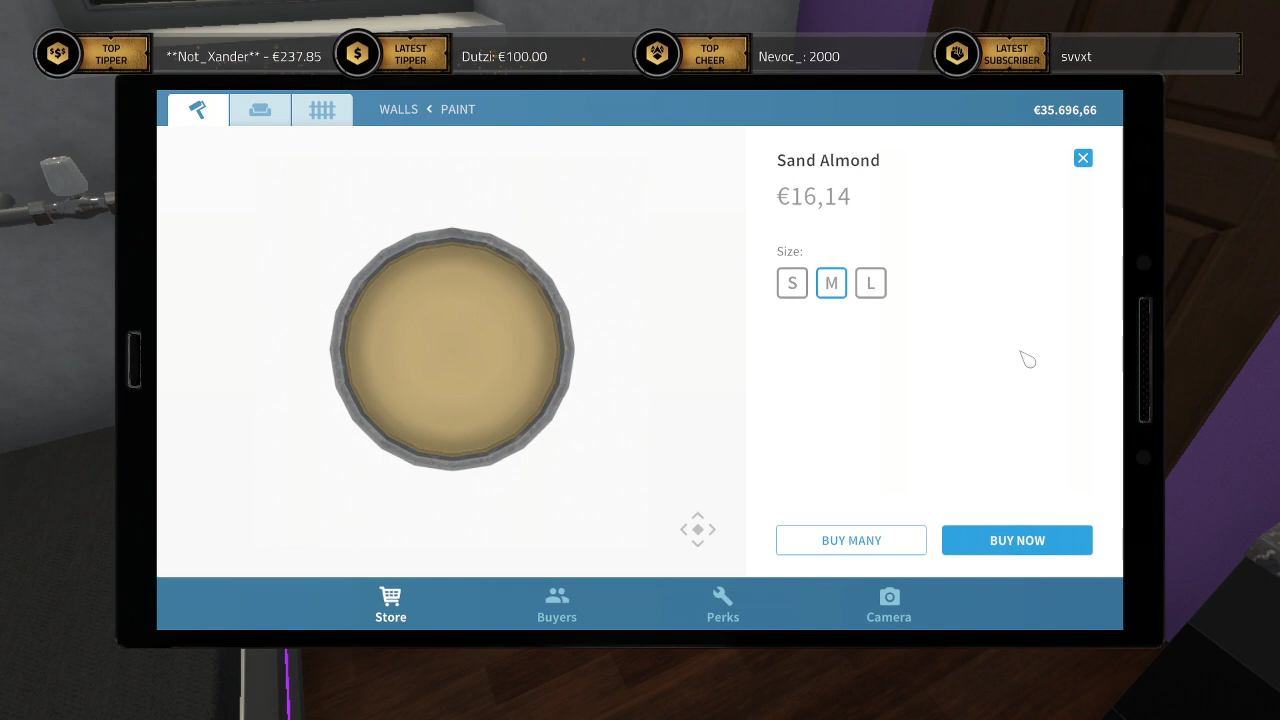 TOP
TIPPER
**Not_Xander** - €237.85
LATEST
TIPPER
Dutzi: €100.00
TOP
CHEER
Nevoc_: 2000
LATEST
SUBSCRIBER
svvxt
WALLS < PAINT
€35.696,66
Sand Almond
€16,14
Size:
S M L
BUY MANY
BUY NOW
Store
Buyers
Perks
Camera